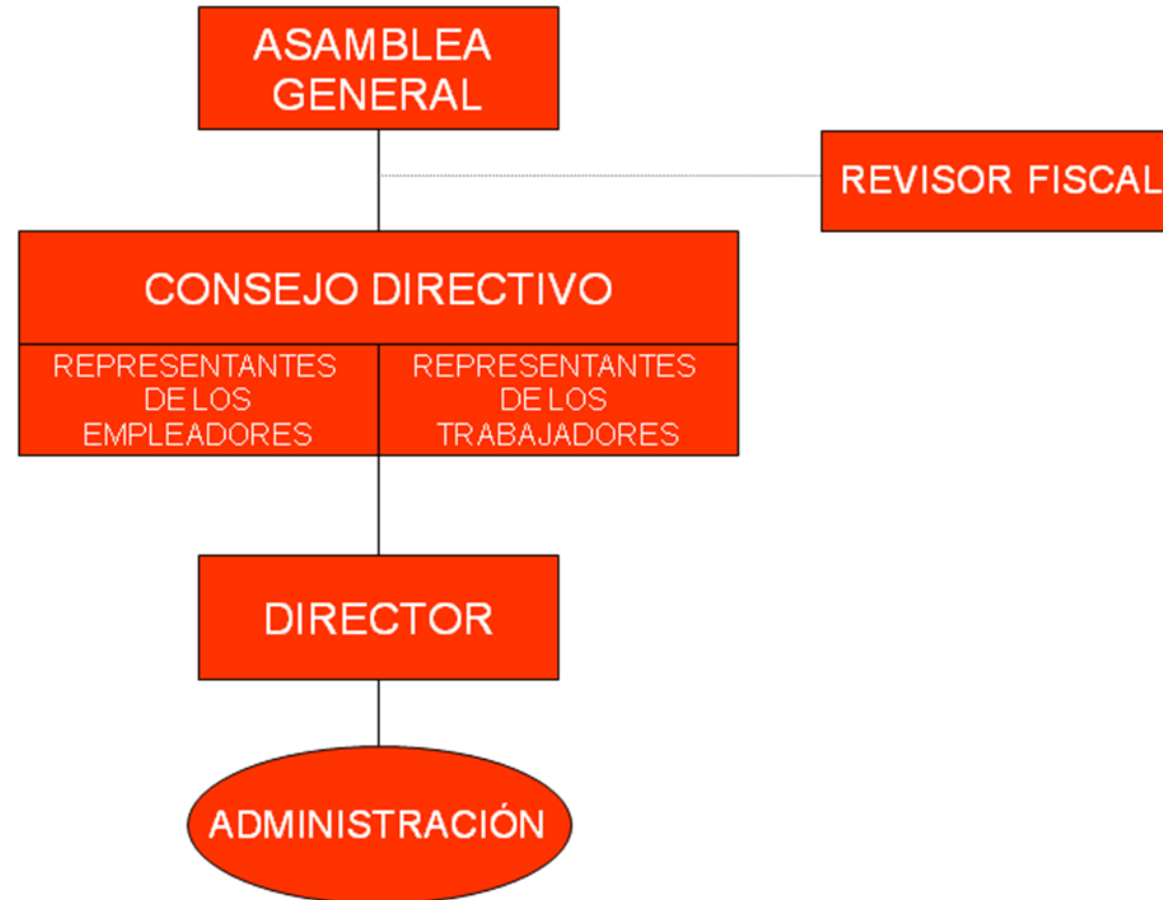 ASAMBLEA
GENERAL
REVISOR FISCAL
CONSEJO DIRECTIVO
REPRESENTANTES
DE LOS
EMPLEADORES
REPRESENTANTES
DE LOS
TRABAJADORES
DIRECTOR
ADMINISTRACIÓN